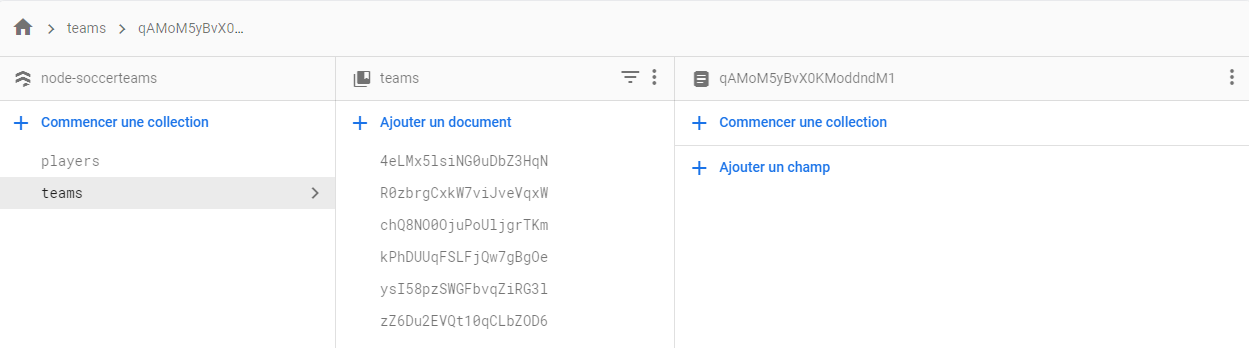 teams qAMoM5yBvX0...
node-soccerteams
teams
qAMoM5yBvX0KModdndM1
Commencer une collection
Ajouter un document
Commencer une collection
players
4eLMx5lsiNG0uDbZ3HqN
Ajouter un champ
teams
R0zbrgCxkW7viJveVqxW
chQ8NO0OjuPoUljgrTKm
kPhDUUqFSLFjQw7gBgOe
ysI58pzSWGFbvqZiRG3l
zZ6Du2EVQt10qCLbZOD6